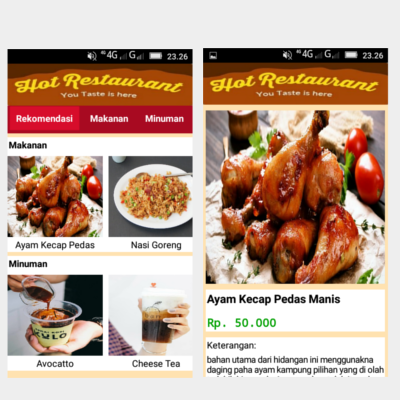 4G G 23.26
Hot Restaurant
You Taste is here
Rekomendasi Makanan Minuman
Makanan
Ayam Kecap Pedas Nasi Goreng
Minuman
KULO
Avocatto Cheese Tea
4G G 23.26
Hot Restaurant
You Taste is here
Ayam Kecap Pedas Manis
Rp. 50.000
Keterangan:
bahan utama dari hidangan ini menggunakna
daging paha ayam kampung pilihan yang di olah